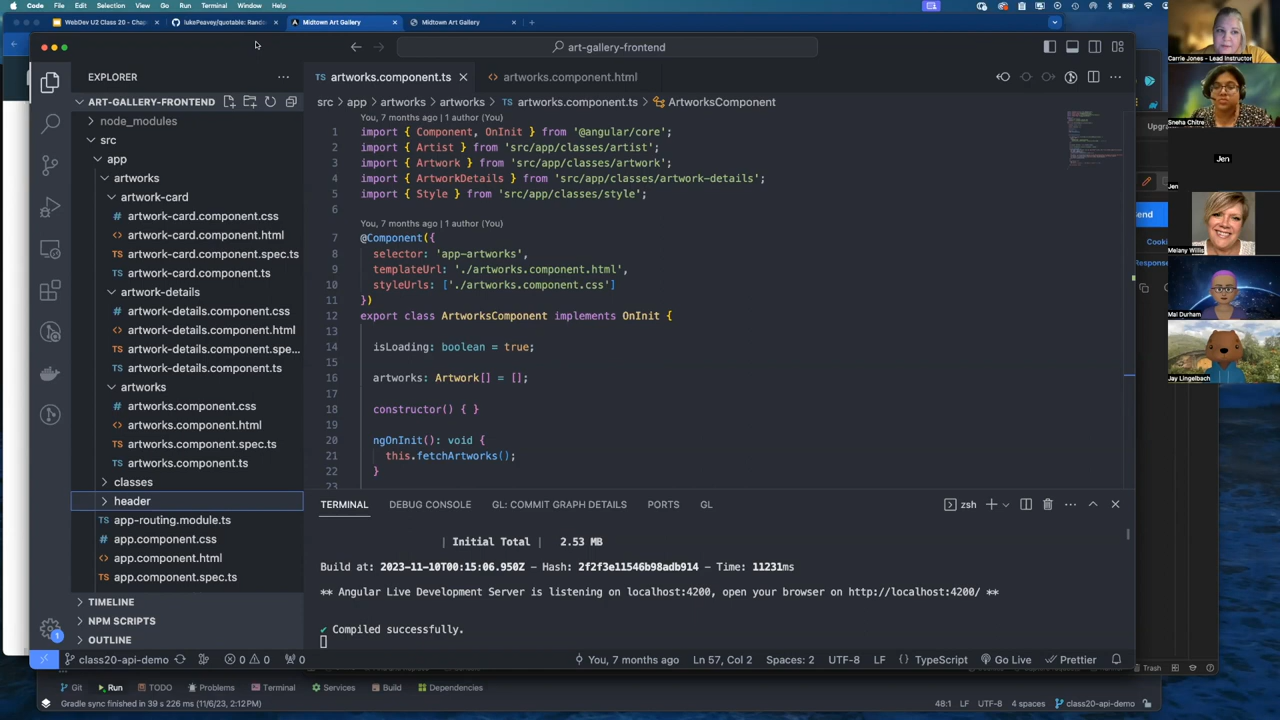 Code File Edit Selection View Go Run Terminal Window Help
WebDev U2 Class 20 - Cha
lukePeavey/quotable: Rando
Midtown Art Gallery
Midtown Art Gallery
art-gallery-frontend
EXPLORER
artworks.component.ts
artworks.component.html
ART-GALLERY-FRONTEND
src > app > artworks > artworks > artworks.component.ts > ArtworksComponent
node_modules
src
app
artworks
artwork-card
artwork-card.component.css
artwork-card.component.html
artwork-card.component.spec.ts
artwork-card.component.ts
artwork-details
artwork-details.component.css
artwork-details.component.html
artwork-details.component.spe...
artwork-details.component.ts
artworks
artworks.component.css
artworks.component.html
artworks.component.spec.ts
artworks.component.ts
classes
header
app-routing.module.ts
app.component.css
app.component.html
app.component.spec.ts
TIMELINE
NPM SCRIPTS
OUTLINE
You, 7 months ago | 1 author (You)
1 import { Component, OnInit } from '@angular/core';
2 import { Artist } from 'src/app/classes/artist';
3 import { Artwork } from 'src/app/classes/artwork';
4 import { ArtworkDetails } from 'src/app/classes/artwork-details';
5 import { Style } from 'src/app/classes/style';
6
You, 7 months ago | 1 author (You)
7 @Component({
8 selector: 'app-artworks',
9 templateUrl: './artworks.component.html',
10 styleUrls: ['./artworks.component.css']
11 })
12 export class ArtworksComponent implements OnInit {
13
14 isLoading: boolean = true;
15
16 artworks: Artwork[] = [];
17
18 constructor() { }
19
20 ngOnInit(): void {
21 this.fetchArtworks();
22 }
TERMINAL DEBUG CONSOLE GL: COMMIT GRAPH DETAILS PORTS GL
zsh
| Initial Total | 2.53 MB
Build at: 2023-11-10T00:15:06.950Z - Hash: 2f2f3e11546b98adb914 - Time: 11231ms
** Angular Live Development Server is listening on localhost:4200, open your browser on http://localhost:4200/ **
✔ Compiled successfully.
1
class20-api-demo 0 0 0 You, 7 months ago Ln 57, Col 2 Spaces: 2 UTF-8 LF { } TypeScript Go Live Prettier
Git Run TODO Problems Terminal Services Build Dependencies
Gradle sync finished in 39 s 226 ms (11/6/23, 2:12PM)
48:1 LF UTF-8 4 spaces class20-api-demo
Trash
Upgra
end
Cooki
Response
Carrie Jones - Lead Instructor
Sneha Chitre
Jen
Jen
Melany Willis
Mal Durham
Jay Lingelbach